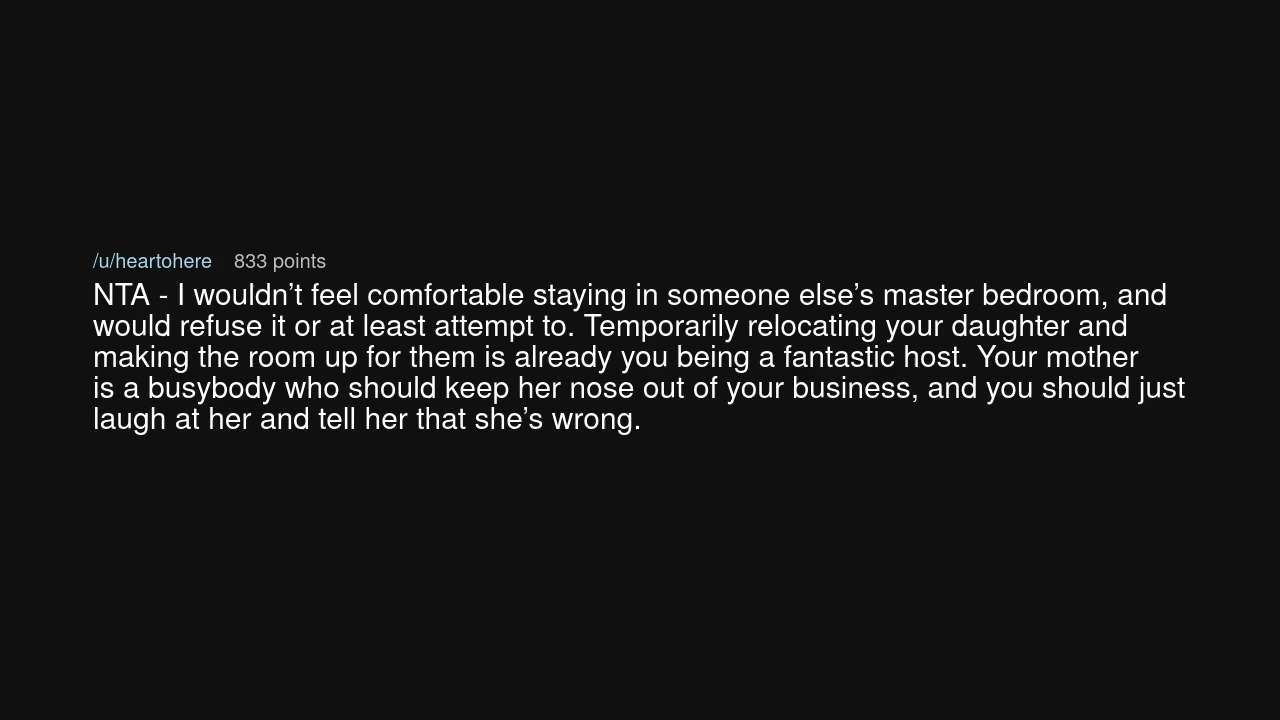 /u/heartohere 833 points
NTA - I wouldn’t feel comfortable staying in someone else’s master bedroom, and
would refuse it or at least attempt to. Temporarily relocating your daughter and
making the room up for them is already you being a fantastic host. Your mother
is a busybody who should keep her nose out of your business, and you should just
laugh at her and tell her that she’s wrong.